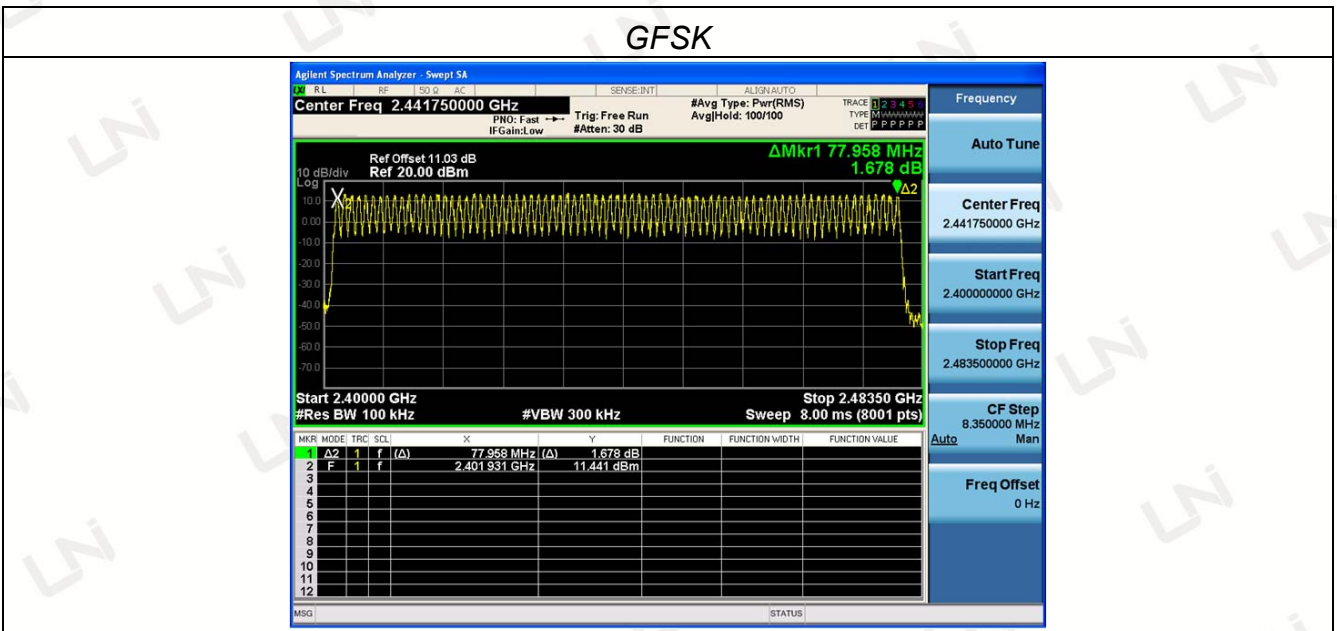 GFSK
Agilent Spectrum Analyzer - Swept SA
RL RF 50 Ω AC SENSE:INT ALIGN AUTO
Center Freq 2.441750000 GHz
PNO: Fast
IFGain:Low
Trig: Free Run
#Atten: 30 dB
#Avg Type: Pwr(RMS)
Avg|Hold: 100/100
TRACE 1 2 3 4 5 6
TYPE M
DET P P P P P P
Ref Offset 11.03 dB
Ref 20.00 dBm
10 dB/div
Log
ΔMkr1 77.958 MHz
1.678 dB
10.0
0.00
-10.0
-20.0
-30.0
-40.0
-50.0
-60.0
-70.0
X2
Δ2
Start 2.40000 GHz Stop 2.48350 GHz
#Res BW 100 kHz #VBW 300 kHz Sweep 8.00 ms (8001 pts)
MKR MODE TRC SCL X Y FUNCTION FUNCTION WIDTH FUNCTION VALUE
1 Δ2 1 f (Δ) 77.958 MHz (Δ) 1.678 dB
2 F 1 f 2.401 931 GHz 11.441 dBm
3
4
5
6
7
8
9
10
11
12
MSG STATUS
Frequency
Auto Tune
Center Freq
2.441750000 GHz
Start Freq
2.400000000 GHz
Stop Freq
2.483500000 GHz
CF Step
8.350000 MHz
Auto Man
Freq Offset
0 Hz